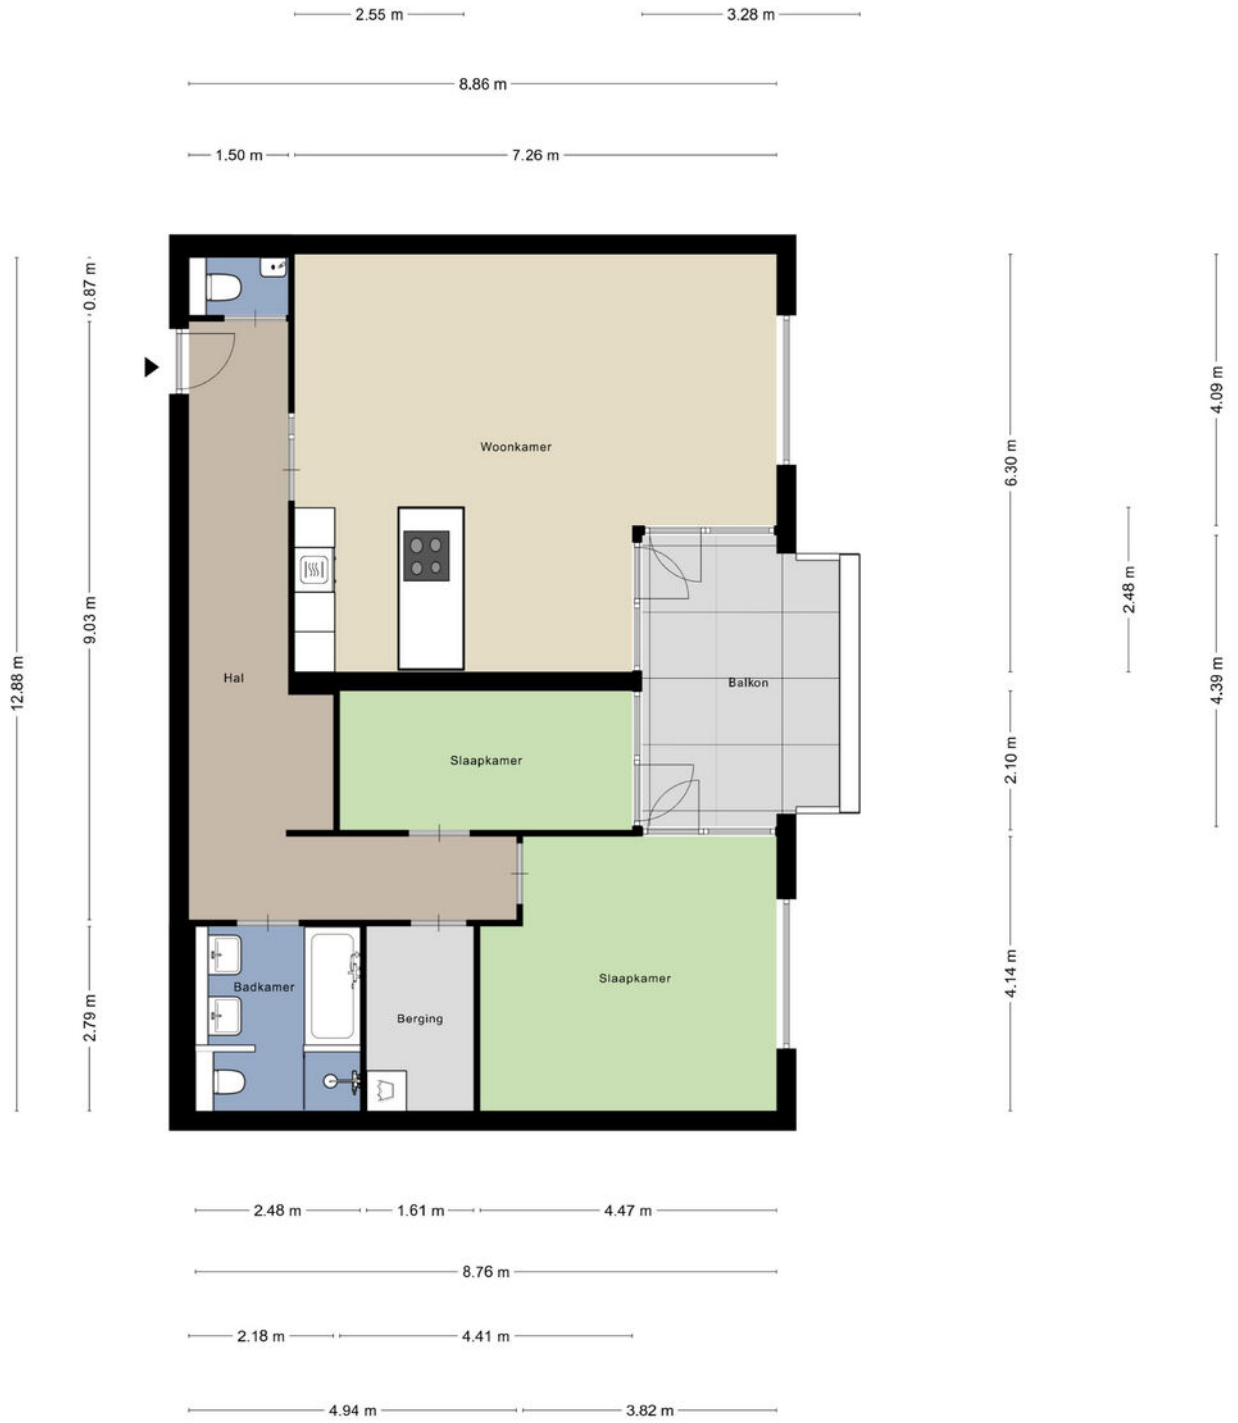 2.55 m
3.28 m
8.86 m
1.50 m
7.26 m
0.87 m
4.09 m
Woonkamer
6.30 m
2.48 m
9.03 m
12.88 m
Hal
Balkon
4.39 m
Slaapkamer
2.10 m
Slaapkamer
4.14 m
Badkamer
Berging
2.79 m
2.48 m
1.61 m
4.47 m
8.76 m
2.18 m
4.41 m
4.94 m
3.82 m